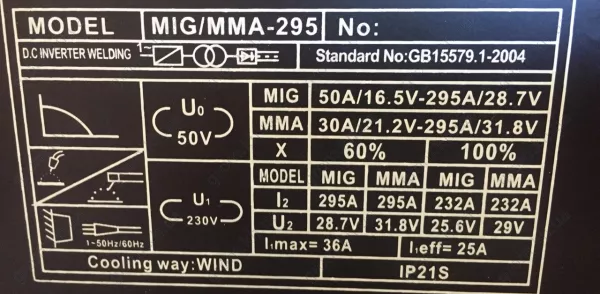 MODEL MIG/MMA-295 No:
D.C INVERTER WELDING 1~ Standard No:GB15579.1-2004
MIG 50A/16.5V-295A/28.7V
U0 50V MMA 30A/21.2V-295A/31.8V
X 60% 100%
MODEL MIG MMA MIG MMA
U1 230V I2 295A 295A 232A 232A
U2 28.7V 31.8V 25.6V 29V
1~50Hz/60Hz I1max= 36A I1eff= 25A
Cooling way:WIND IP21S